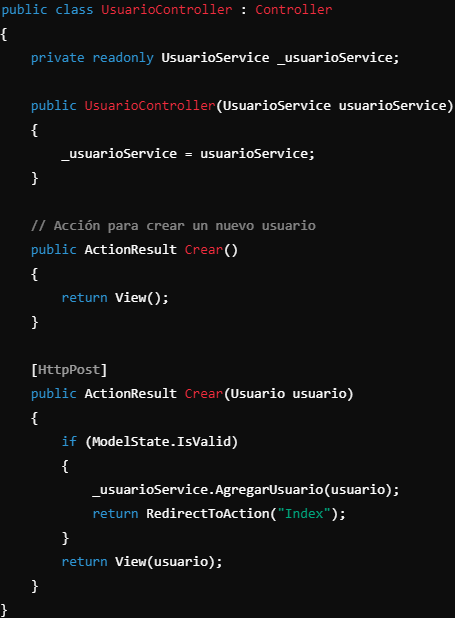 public class UsuarioController : Controller
{
    private readonly UsuarioService _usuarioService;

    public UsuarioController(UsuarioService usuarioService)
    {
        _usuarioService = usuarioService;
    }

    // Acción para crear un nuevo usuario
    public ActionResult Crear()
    {
        return View();
    }

    [HttpPost]
    public ActionResult Crear(Usuario usuario)
    {
        if (ModelState.IsValid)
        {
            _usuarioService.AgregarUsuario(usuario);
            return RedirectToAction("Index");
        }
        return View(usuario);
    }
}